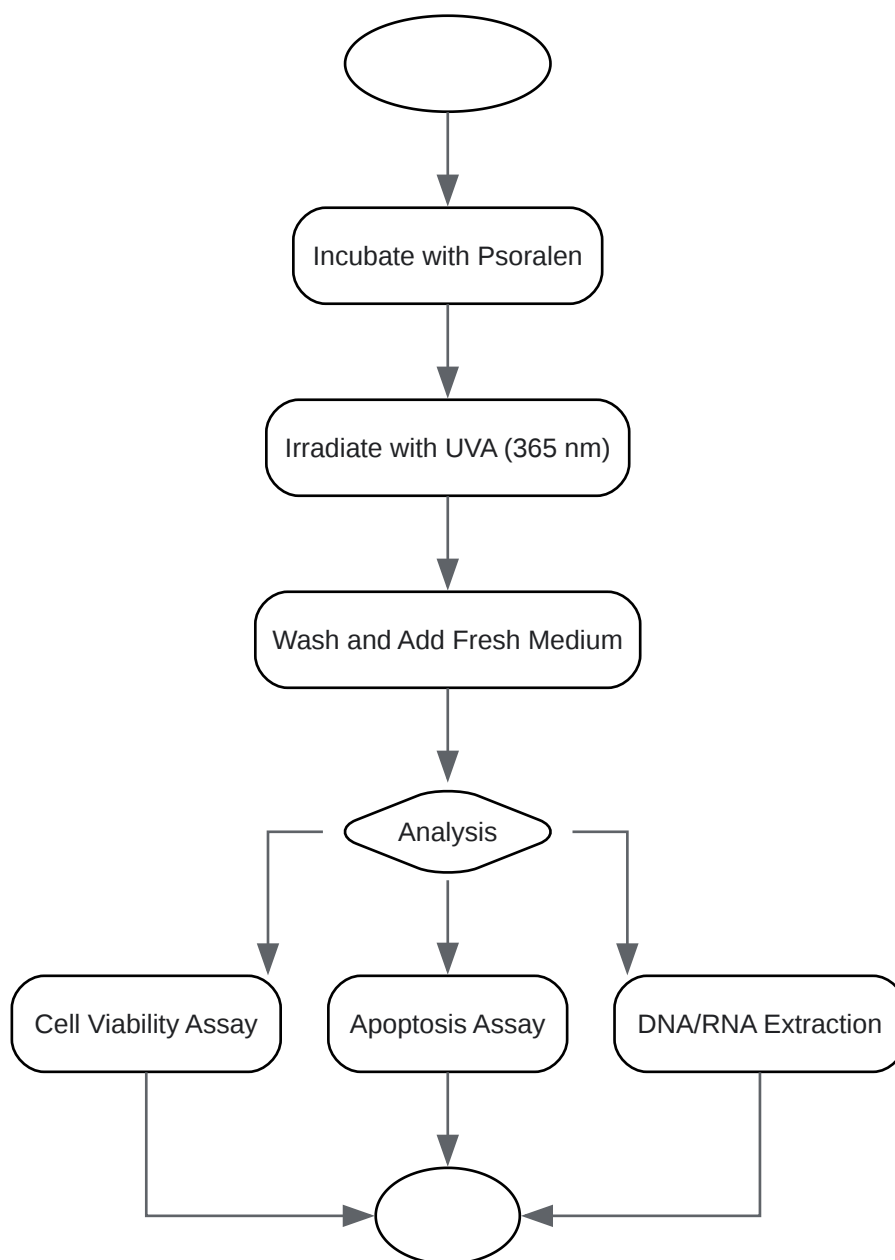 Incubate with Psoralen
Irradiate with UVA (365 nm)
Wash and Add Fresh Medium
Analysis
Cell Viability Assay
Apoptosis Assay
DNA/RNA Extraction